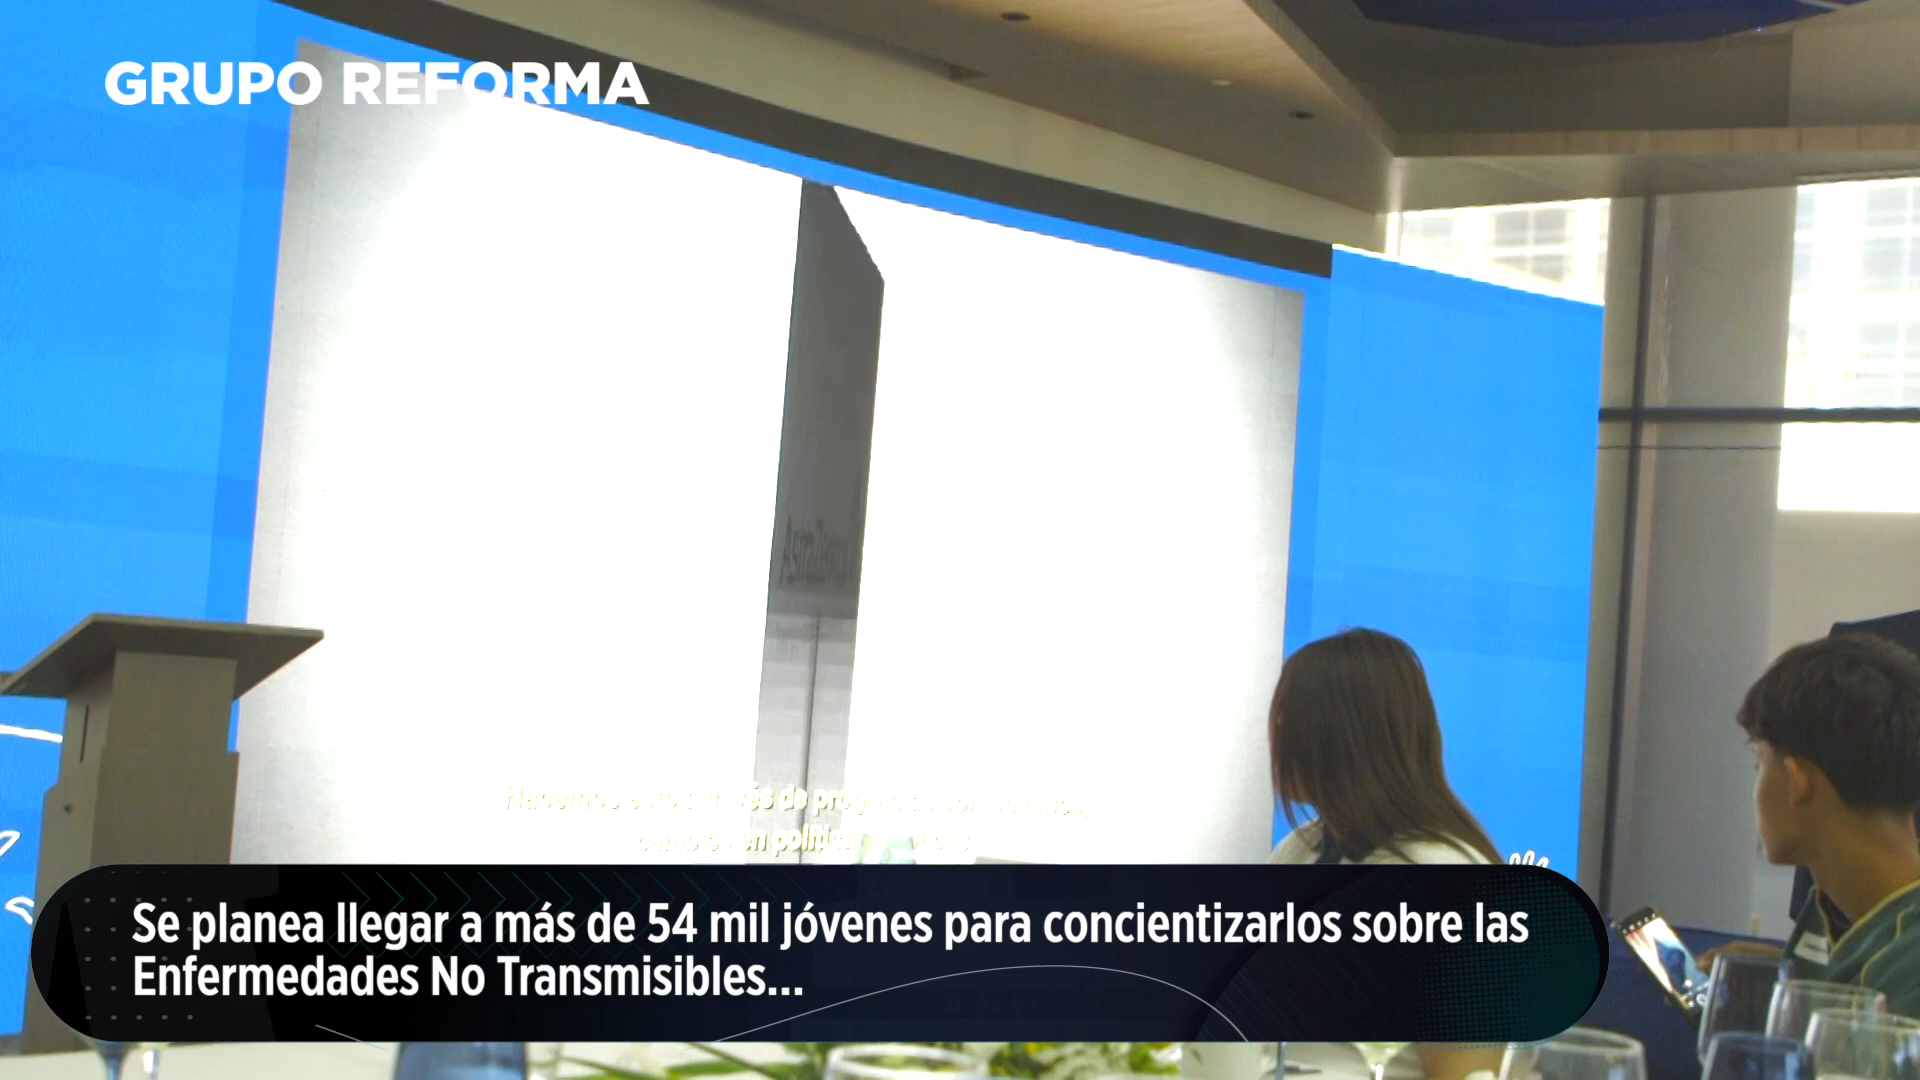 GRUPO REFORMA
Se planea llegar a más de 54 mil jóvenes para concientizarlos sobre las
Enfermedades No Transmisibles...